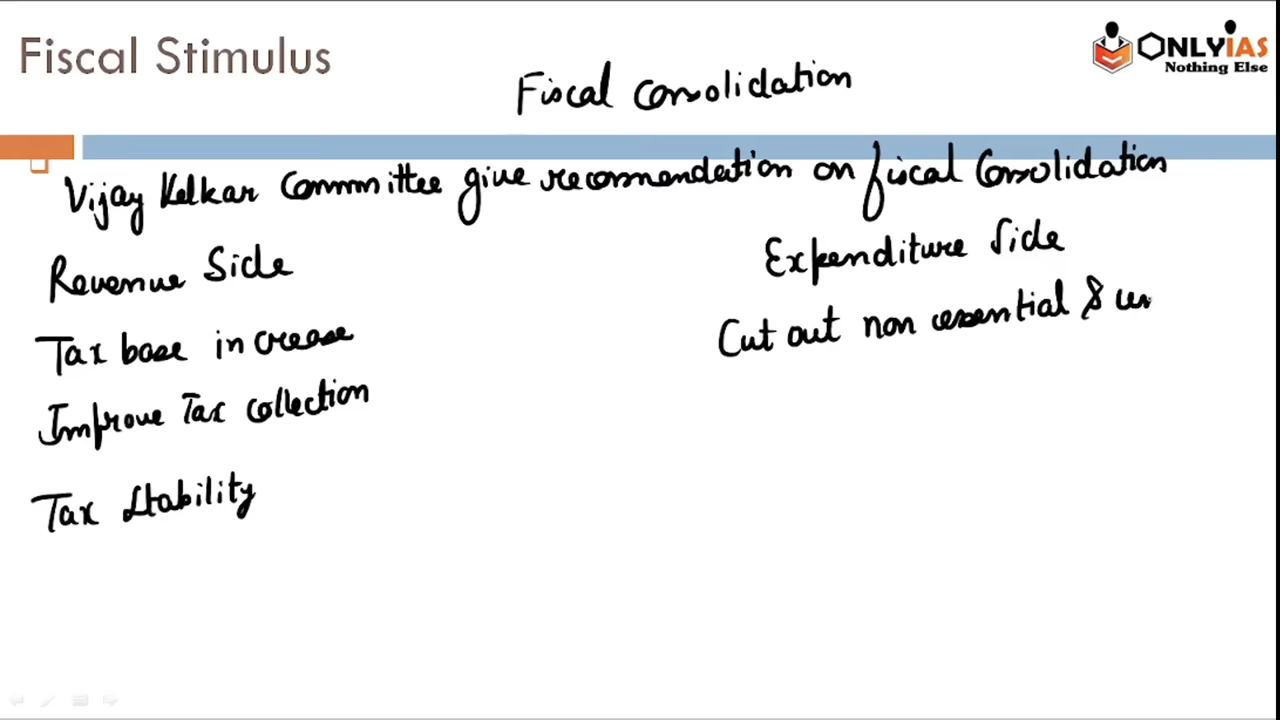 Fiscal Stimulus
ONLYIAS
Nothing Else
Fiscal Consolidation
Vijay Kelkar Committee give recommendation on fiscal Consolidation
Revenue Side
Expenditure Side
Tax base increase
Cut out non essential &
Improve Tax collection
Tax Stability